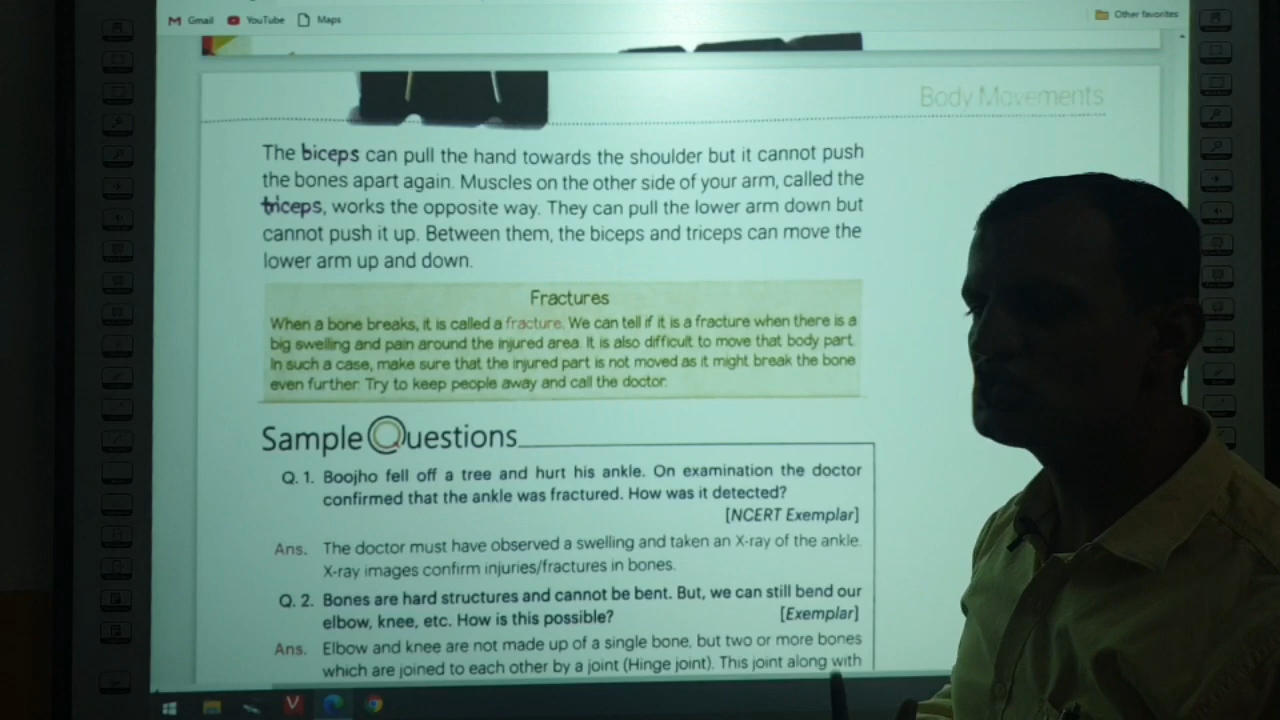 Gmail YouTube Maps Other favorites
Body Movements
The biceps can pull the hand towards the shoulder but it cannot push
the bones apart again. Muscles on the other side of your arm, called the
triceps, works the opposite way. They can pull the lower arm down but
cannot push it up. Between them, the biceps and triceps can move the
lower arm up and down.
Fractures
When a bone breaks, it is called a fracture. We can tell if it is a fracture when there is a
big swelling and pain around the injured area. It is also difficult to move that body part.
In such a case, make sure that the injured part is not moved as it might break the bone
even further. Try to keep people away and call the doctor.
Sample Questions
Q. 1. Boojho fell off a tree and hurt his ankle. On examination the doctor
confirmed that the ankle was fractured. How was it detected?
[NCERT Exemplar]
Ans. The doctor must have observed a swelling and taken an X-ray of the ankle.
X-ray images confirm injuries/fractures in bones.
Q. 2. Bones are hard structures and cannot be bent. But, we can still bend our
elbow, knee, etc. How is this possible? [Exemplar]
Ans. Elbow and knee are not made up of a single bone, but two or more bones
which are joined to each other by a joint (Hinge joint). This joint along with